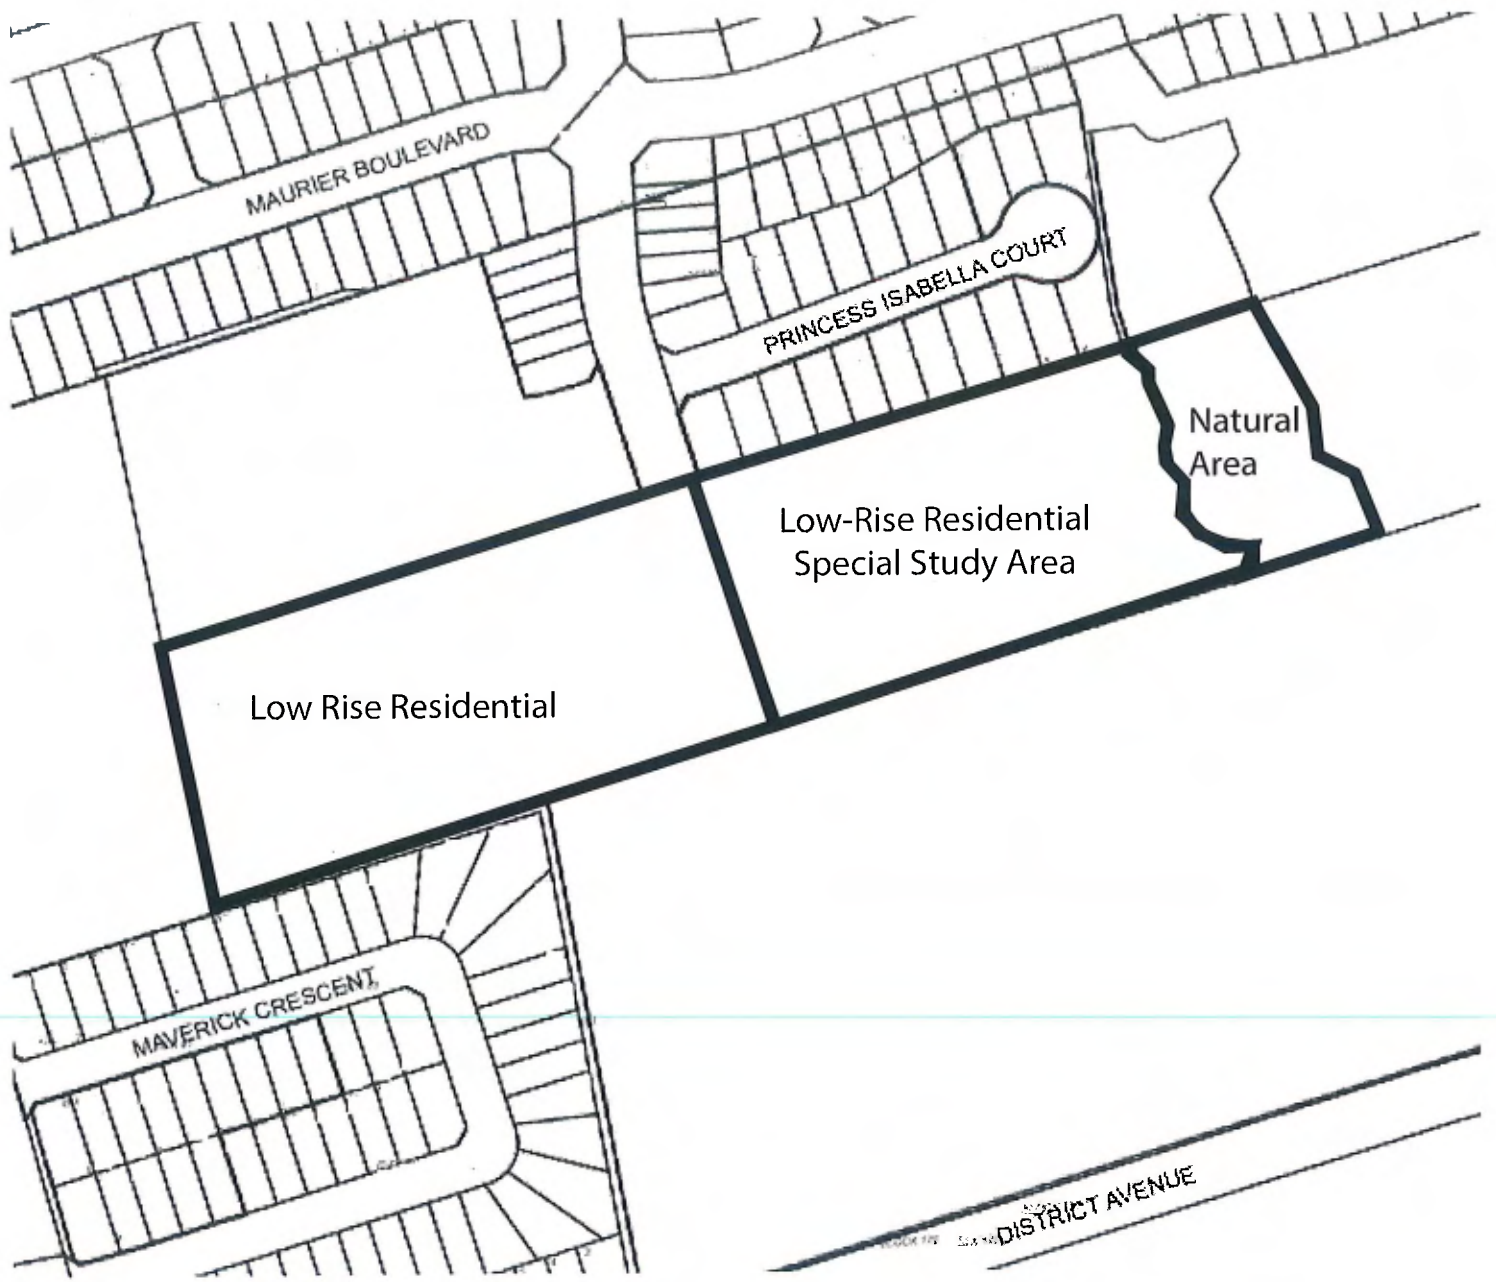 MAURIER BOULEVARD
PRINCESS ISABELLA COURT
Natural
Area
Low-Rise Residential
Special Study Area
Low Rise Residential
MAVERICK CRESCENT
DISTRICT AVENUE